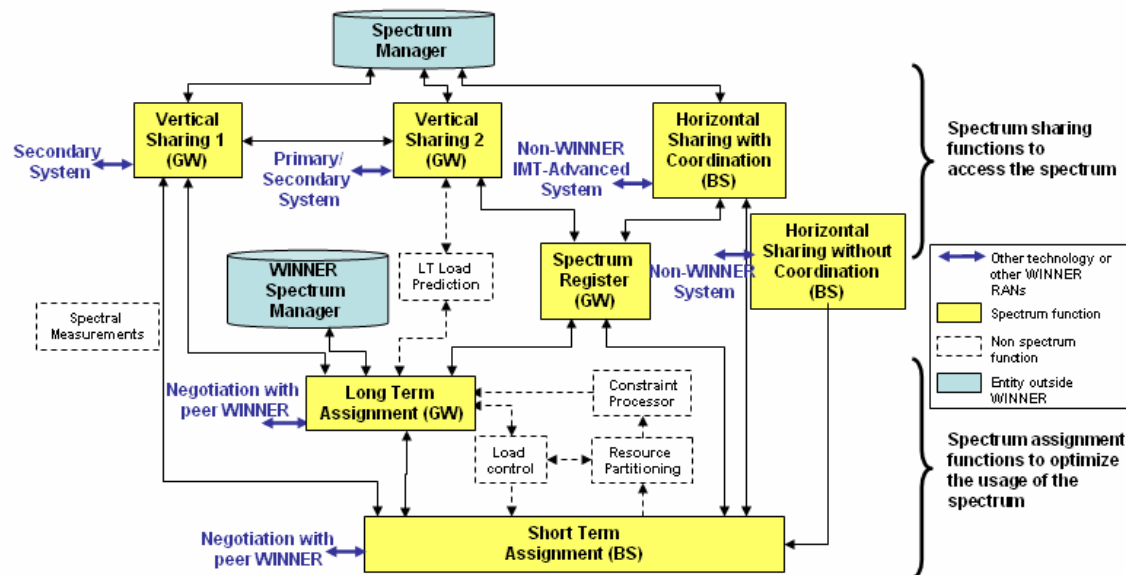 Spectrum
Manager
Vertical
Sharing 1
(GW)
Vertical
Sharing 2
(GW)
Horizontal
Sharing with
Coordination
(BS)
Spectrum sharing
functions to
access the spectrum
Secondary
System
Primary/
Secondary
System
Non-WINNER
IMT-Advanced
System
Horizontal
Sharing without
Coordination
(BS)
WINNER
Spectrum
Manager
LT Load
Prediction
Spectrum
Register
(GW)
Non-WINNER
System
Other technology or
other WINNER
RANs
Spectrum function
Non spectrum
function
Entity outside
WINNER
Spectral
Measurements
Negotiation with
peer WINNER
Long Term
Assignment (GW)
Constraint
Processor
Load
control
Resource
Partitioning
Spectrum assignment
functions to optimize
the usage of the
spectrum
Negotiation with
peer WINNER
Short Term
Assignment (BS)